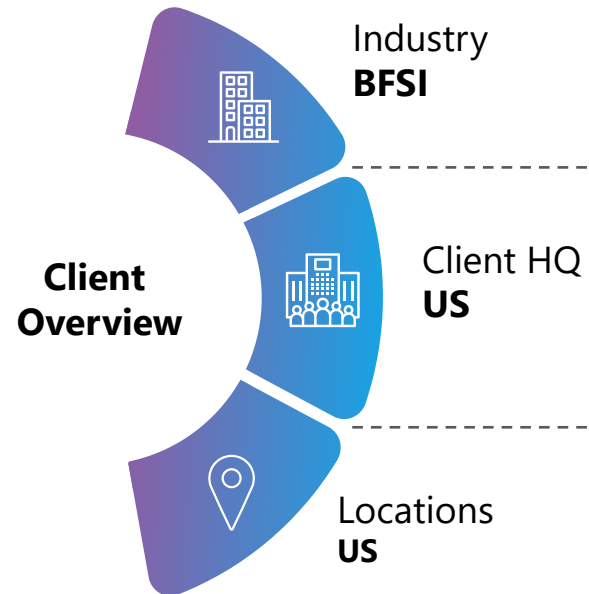 Client
Overview
Industry
BFSI
Client HQ
US
Locations
US